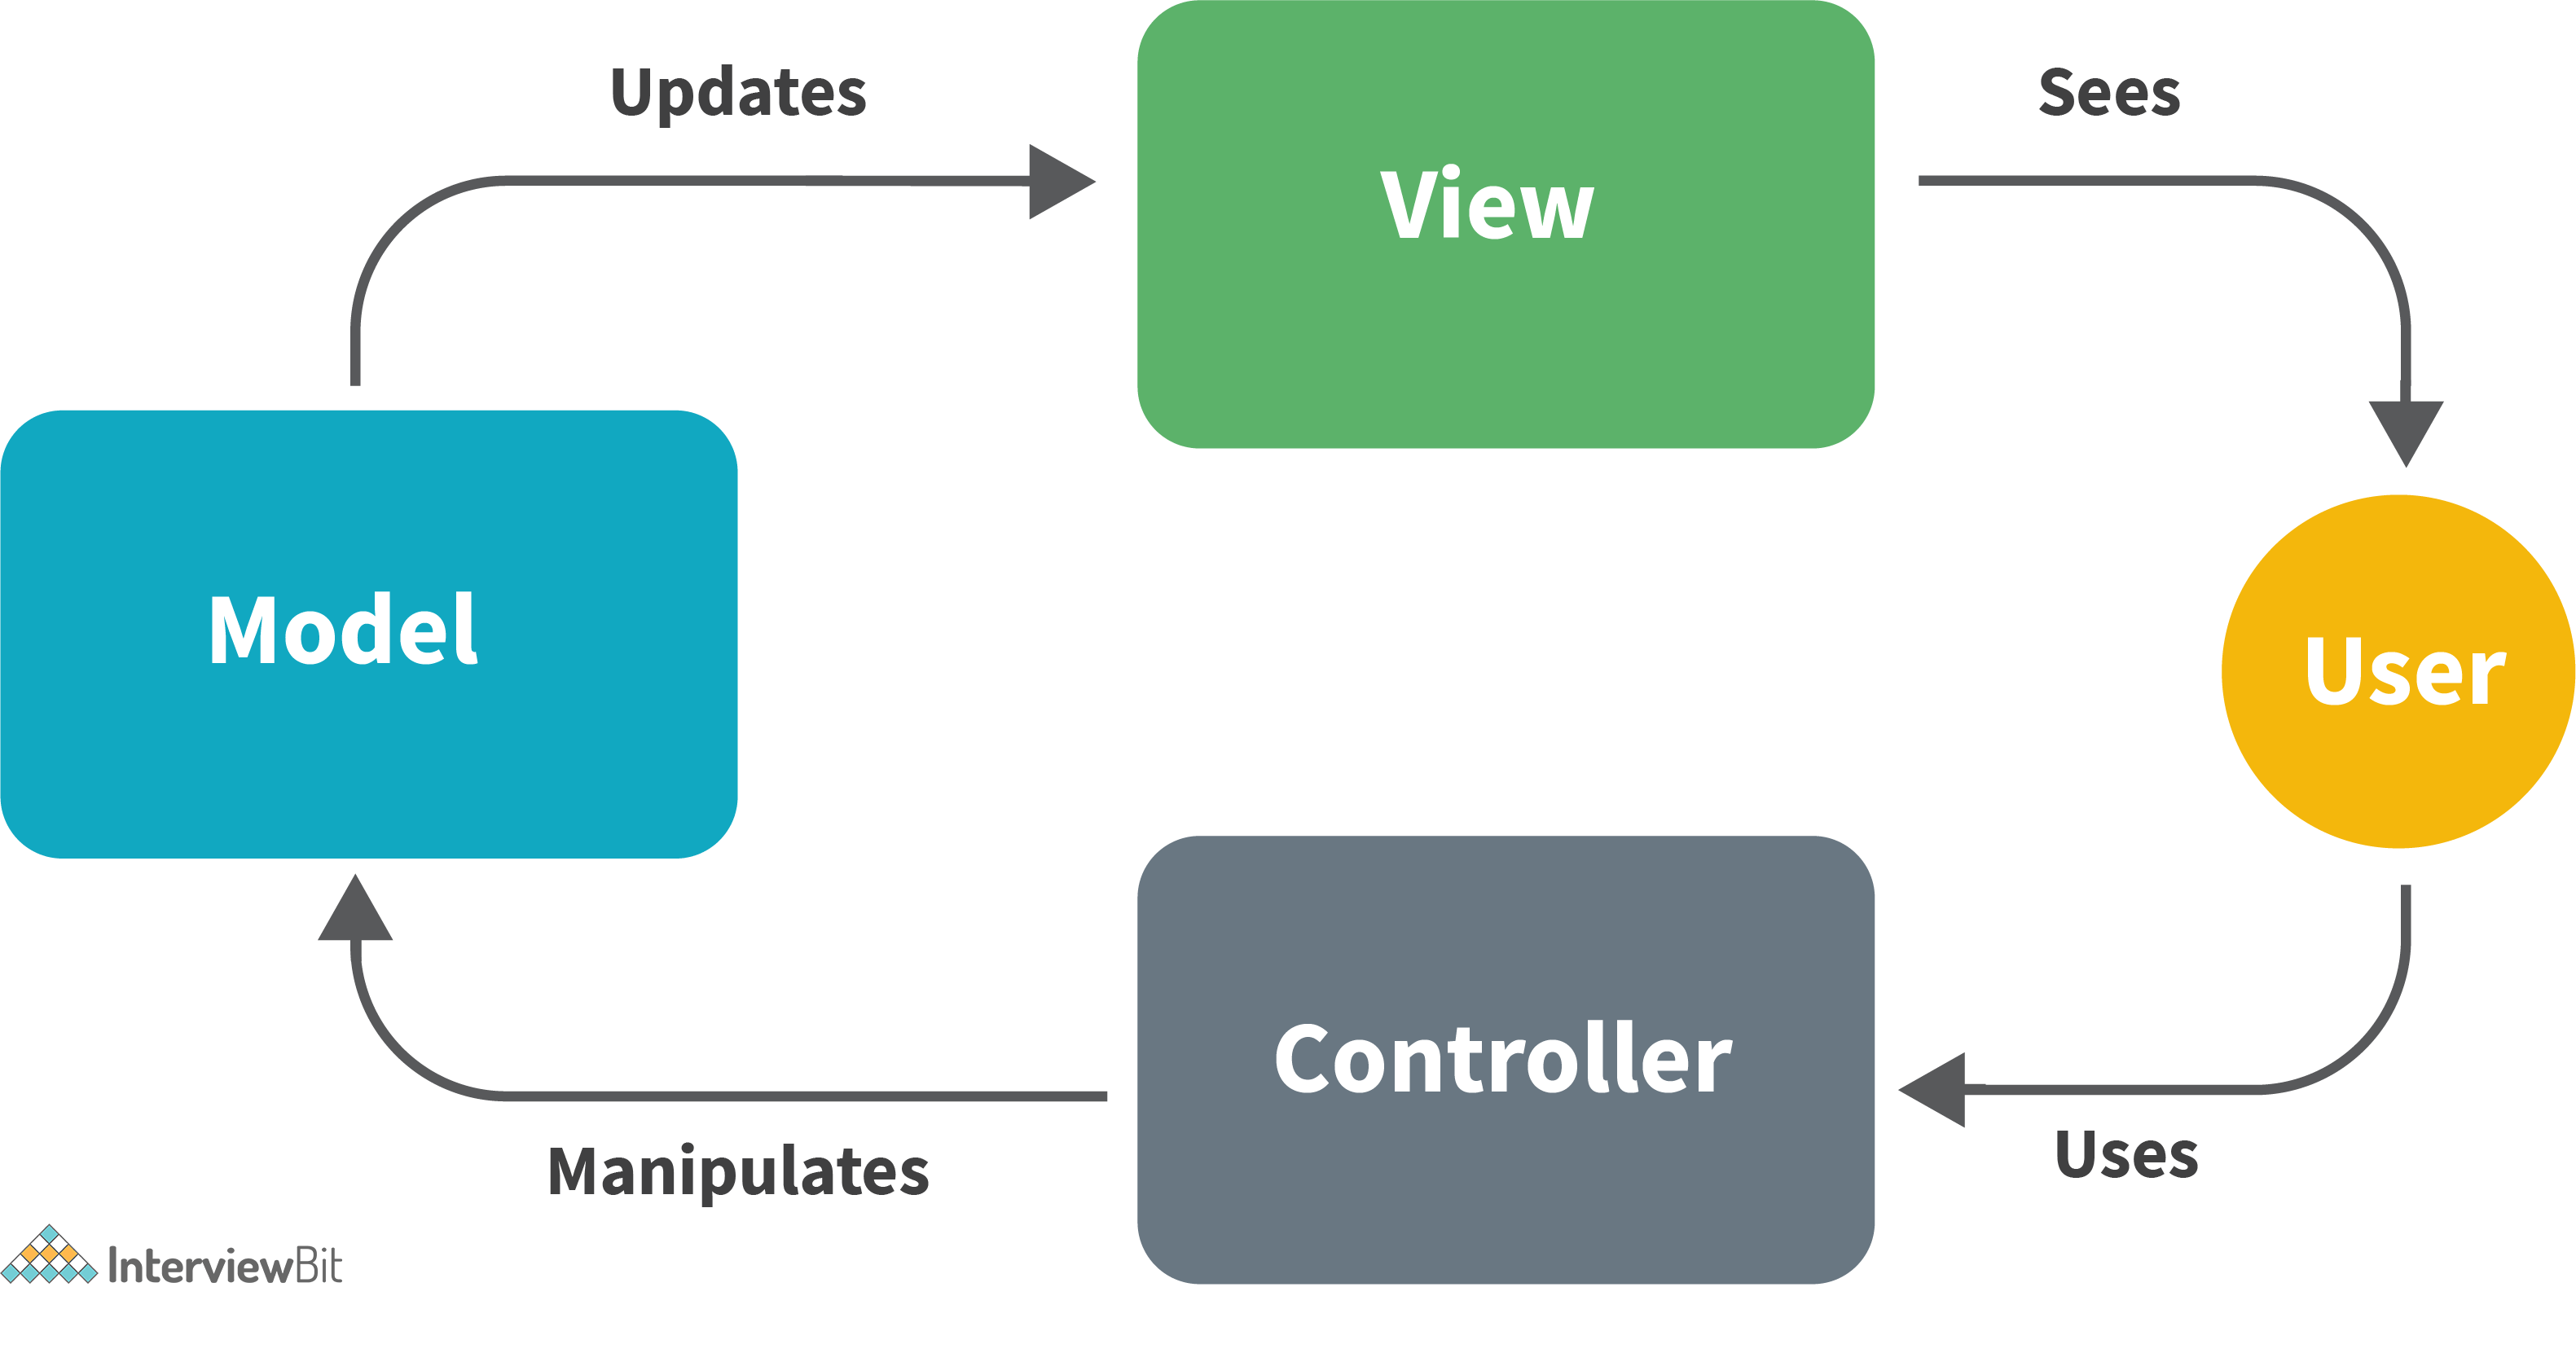 Updates
Sees
View
Model
User
Controller
Uses
Manipulates
InterviewBit